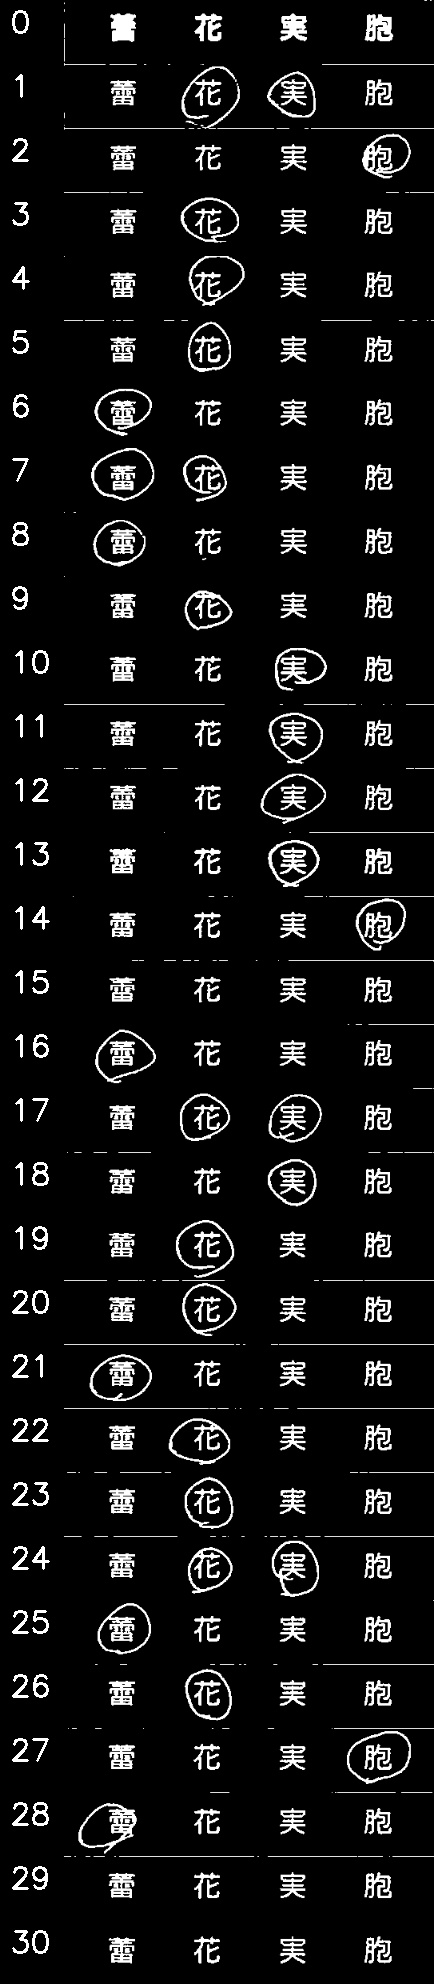 0 蕾 花 実 胞
1 蕾 花 実 胞
2 蕾 花 実 胞
3 蕾 花 実 胞
4 蕾 花 実 胞
5 蕾 花 実 胞
6 蕾 花 実 胞
7 蕾 花 実 胞
8 蕾 花 実 胞
9 蕾 花 実 胞
10 蕾 花 実 胞
11 蕾 花 実 胞
12 蕾 花 実 胞
13 蕾 花 実 胞
14 蕾 花 実 胞
15 蕾 花 実 胞
16 蕾 花 実 胞
17 蕾 花 実 胞
18 蕾 花 実 胞
19 蕾 花 実 胞
20 蕾 花 実 胞
21 蕾 花 実 胞
22 蕾 花 実 胞
23 蕾 花 実 胞
24 蕾 花 実 胞
25 蕾 花 実 胞
26 蕾 花 実 胞
27 蕾 花 実 胞
28 蕾 花 実 胞
29 蕾 花 実 胞
30 蕾 花 実 胞